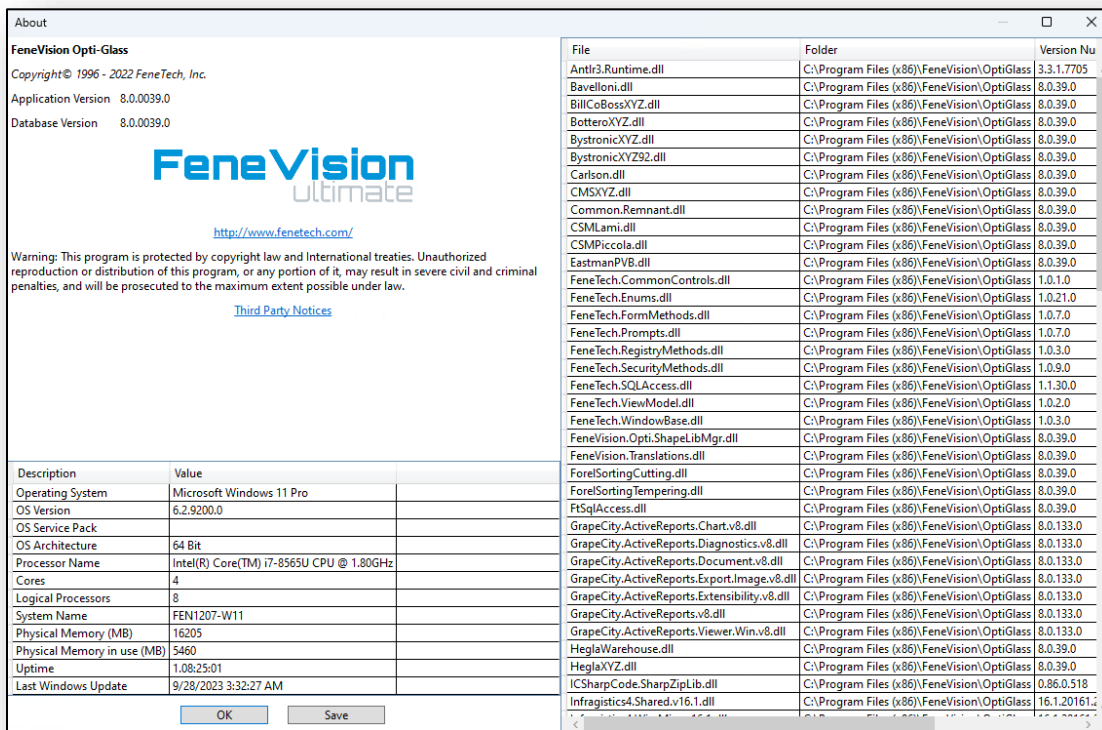 About
FeneVision Opti-Glass
Copyright© 1996 - 2022 FeneTech, Inc.
Application Version 8.0.0039.0
Database Version 8.0.0039.0
FeneVision
ultimate
http://www.fenetech.com/
Warning: This program is protected by copyright law and International treaties. Unauthorized
reproduction or distribution of this program, or any portion of it, may result in severe civil and criminal
penalties, and will be prosecuted to the maximum extent possible under law.
Third Party Notices
Description Value
Operating System Microsoft Windows 11 Pro
OS Version 6.2.9200.0
OS Service Pack
OS Architecture 64 Bit
Processor Name Intel(R) Core(TM) i7-8565U CPU @ 1.80GHz
Cores 4
Logical Processors 8
System Name FEN1207-W11
Physical Memory (MB) 16205
Physical Memory in use (MB) 5460
Uptime 1.08:25:01
Last Windows Update 9/28/2023 3:32:27 AM
OK Save
File Folder Version Nu
Antlr3.Runtime.dll C:\Program Files (x86)\FeneVision\OptiGlass 3.3.1.7705
Bavelloni.dll C:\Program Files (x86)\FeneVision\OptiGlass 8.0.39.0
BillCoBossXYZ.dll C:\Program Files (x86)\FeneVision\OptiGlass 8.0.39.0
BotteroXYZ.dll C:\Program Files (x86)\FeneVision\OptiGlass 8.0.39.0
BystronicXYZ.dll C:\Program Files (x86)\FeneVision\OptiGlass 8.0.39.0
BystronicXYZ92.dll C:\Program Files (x86)\FeneVision\OptiGlass 8.0.39.0
Carlson.dll C:\Program Files (x86)\FeneVision\OptiGlass 8.0.39.0
CMSXYZ.dll C:\Program Files (x86)\FeneVision\OptiGlass 8.0.39.0
Common.Remnant.dll C:\Program Files (x86)\FeneVision\OptiGlass 8.0.39.0
CSMLami.dll C:\Program Files (x86)\FeneVision\OptiGlass 8.0.39.0
CSMPiccola.dll C:\Program Files (x86)\FeneVision\OptiGlass 8.0.39.0
EastmanPVB.dll C:\Program Files (x86)\FeneVision\OptiGlass 8.0.39.0
FeneTech.CommonControls.dll C:\Program Files (x86)\FeneVision\OptiGlass 1.0.1.0
FeneTech.Enums.dll C:\Program Files (x86)\FeneVision\OptiGlass 1.0.21.0
FeneTech.FormMethods.dll C:\Program Files (x86)\FeneVision\OptiGlass 1.0.7.0
FeneTech.Prompts.dll C:\Program Files (x86)\FeneVision\OptiGlass 1.0.7.0
FeneTech.RegistryMethods.dll C:\Program Files (x86)\FeneVision\OptiGlass 1.0.3.0
FeneTech.SecurityMethods.dll C:\Program Files (x86)\FeneVision\OptiGlass 1.0.9.0
FeneTech.SQLAccess.dll C:\Program Files (x86)\FeneVision\OptiGlass 1.1.30.0
FeneTech.ViewModel.dll C:\Program Files (x86)\FeneVision\OptiGlass 1.0.2.0
FeneTech.WindowBase.dll C:\Program Files (x86)\FeneVision\OptiGlass 1.0.3.0
FeneVision.Opti.ShapeLibMgr.dll C:\Program Files (x86)\FeneVision\OptiGlass 8.0.39.0
FeneVision.Translations.dll C:\Program Files (x86)\FeneVision\OptiGlass 8.0.39.0
ForelSortingCutting.dll C:\Program Files (x86)\FeneVision\OptiGlass 8.0.39.0
ForelSortingTempering.dll C:\Program Files (x86)\FeneVision\OptiGlass 8.0.39.0
FtSqlAccess.dll C:\Program Files (x86)\FeneVision\OptiGlass 8.0.39.0
GrapeCity.ActiveReports.Chart.v8.dll C:\Program Files (x86)\FeneVision\OptiGlass 8.0.133.0
GrapeCity.ActiveReports.Diagnostics.v8.dll C:\Program Files (x86)\FeneVision\OptiGlass 8.0.133.0
GrapeCity.ActiveReports.Document.v8.dll C:\Program Files (x86)\FeneVision\OptiGlass 8.0.133.0
GrapeCity.ActiveReports.Export.Image.v8.dll C:\Program Files (x86)\FeneVision\OptiGlass 8.0.133.0
GrapeCity.ActiveReports.Extensibility.v8.dll C:\Program Files (x86)\FeneVision\OptiGlass 8.0.133.0
GrapeCity.ActiveReports.v8.dll C:\Program Files (x86)\FeneVision\OptiGlass 8.0.133.0
GrapeCity.ActiveReports.Viewer.Win.v8.dll C:\Program Files (x86)\FeneVision\OptiGlass 8.0.133.0
HeglaWarehouse.dll C:\Program Files (x86)\FeneVision\OptiGlass 8.0.39.0
HeglaXYZ.dll C:\Program Files (x86)\FeneVision\OptiGlass 8.0.39.0
ICSharpCode.SharpZipLib.dll C:\Program Files (x86)\FeneVision\OptiGlass 0.86.0.518
Infragistics4.Shared.v16.1.dll C:\Program Files (x86)\FeneVision\OptiGlass 16.1.20161.2